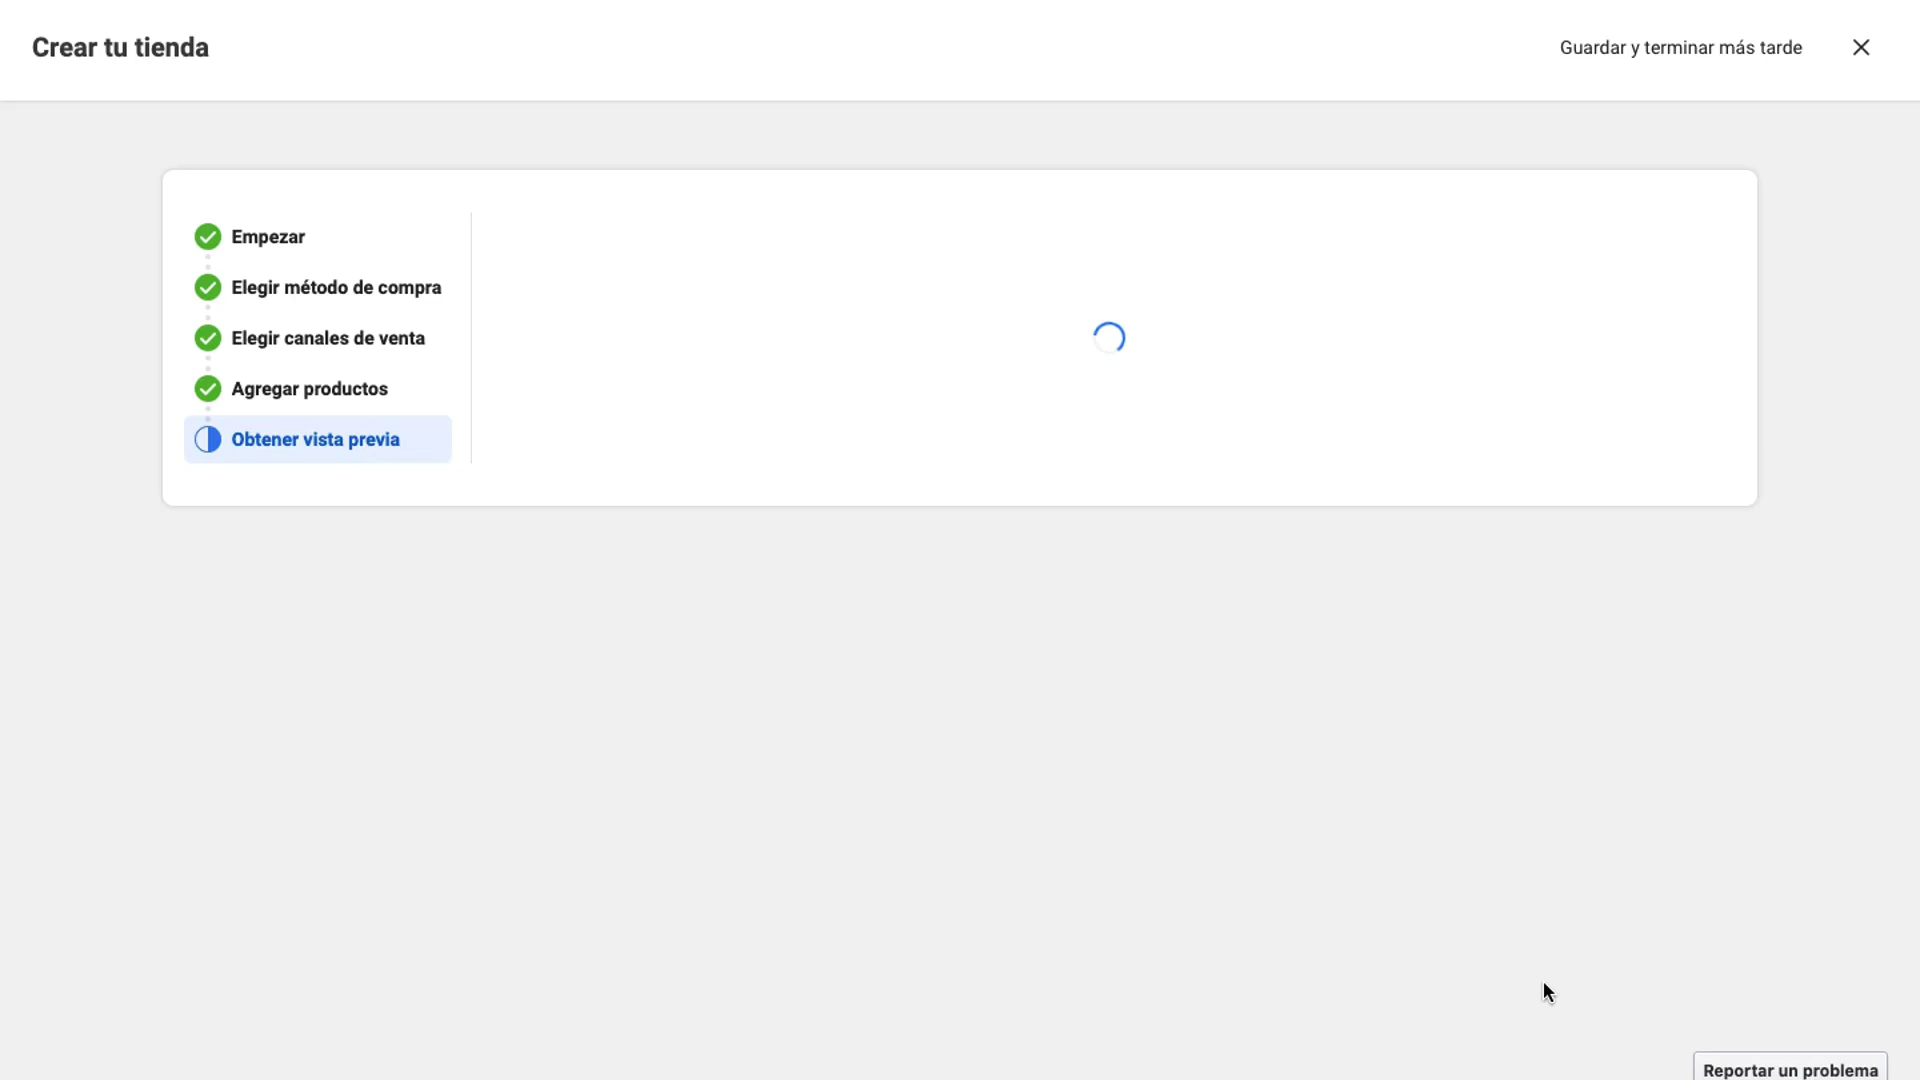 Crear tu tienda
Guardar y terminar más tarde
Empezar
Elegir método de compra
Elegir canales de venta
Agregar productos
Obtener vista previa
Reportar un problema